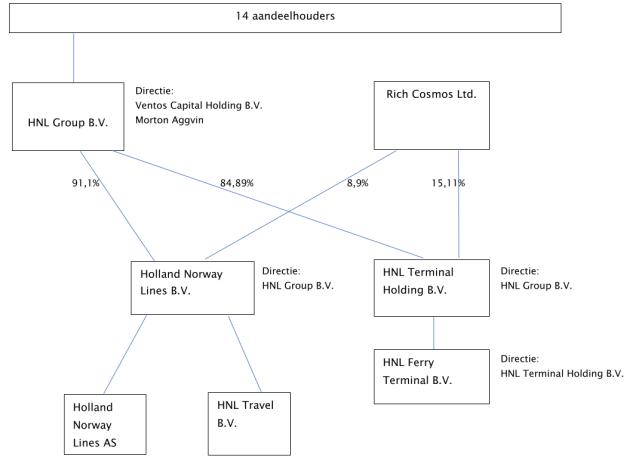 14 aandeelhouders
HNL Group B.V.
Directie:
Ventos Capital Holding B.V.
Morton Aggvin
Rich Cosmos Ltd.
91,1%
84,89%
8,9%
15,11%
Holland Norway
Lines B.V.
Directie:
HNL Group B.V.
HNL Terminal
Holding B.V.
Directie:
HNL Group B.V.
HNL Ferry
Terminal B.V.
Directie:
HNL Terminal Holding B.V.
Holland
Norway
Lines AS
HNL Travel
B.V.